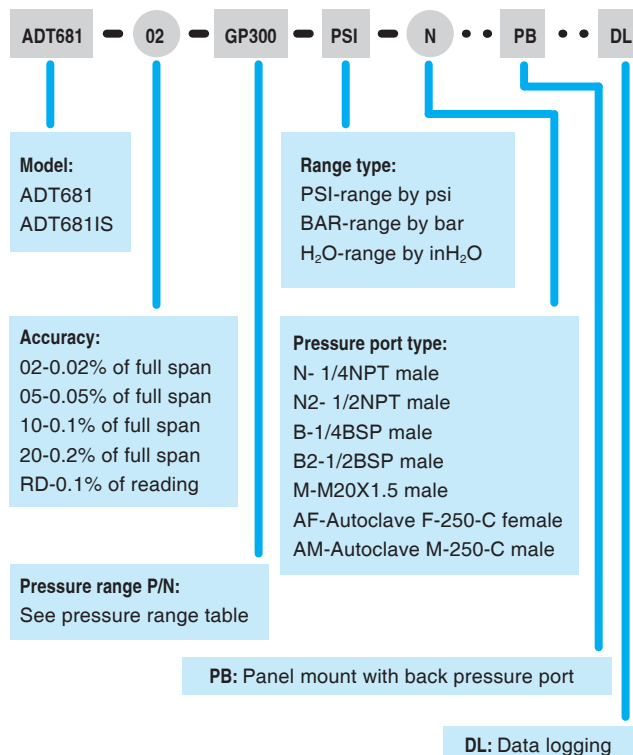 ADT681 – 02 – GP300 – PSI – N •• PB •• DL
Model:
ADT681
ADT681IS
Range type:
PSI-range by psi
BAR-range by bar
H₂O-range by inH₂O
Accuracy:
02-0.02% of full span
05-0.05% of full span
10-0.1% of full span
20-0.2% of full span
RD-0.1% of reading
Pressure port type:
N- 1/4NPT male
N2- 1/2NPT male
B-1/4BSP male
B2-1/2BSP male
M-M20X1.5 male
AF-Autoclave F-250-C female
AM-Autoclave M-250-C male
Pressure range P/N:
See pressure range table
PB: Panel mount with back pressure port
DL: Data logging